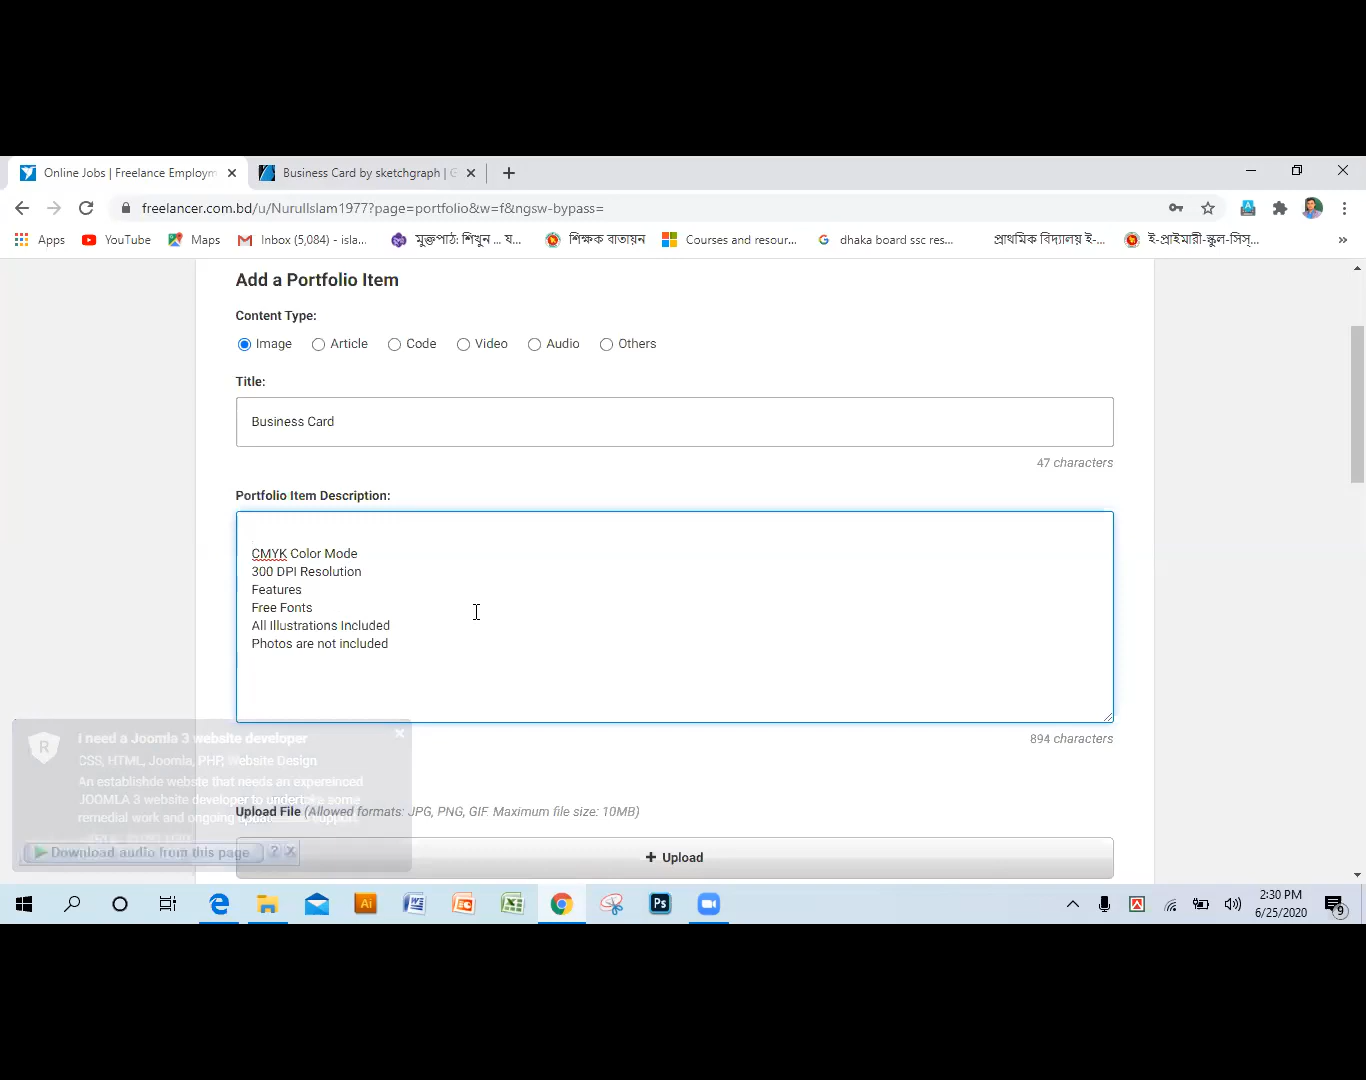 Online Jobs | Freelance Employm
Business Card by sketchgraph | G
freelancer.com.bd/u/NurulIslam1977?page=portfolio&w=f&ngsw-bypass=
Apps
YouTube
Maps
Inbox (5,084) - isla...
মুক্তপাঠ: শিখুন ... য...
শিক্ষক বাতায়ন
Courses and resour...
dhaka board ssc res...
প্রাথমিক বিদ্যালয় ই-...
ই-প্রাইমারী-স্কুল-সিস্...
»
Add a Portfolio Item
Content Type:
Image Article Code Video Audio Others
Title:
Business Card
47 characters
Portfolio Item Description:
CMYK Color Mode
300 DPI Resolution
Features
Free Fonts
All Illustrations Included
Photos are not included
894 characters
R
i need a Joomla 3 website developer
CSS, HTML, Joomla, PHP, Website Design
An establishde website that needs an expereinced
JOOMLA 3 website developer to undertake some
remedial work and ongoing updates and support
Download audio from this page ? X
Upload File (Allowed formats: JPG, PNG, GIF. Maximum file size: 10MB)
+ Upload
Ai
Ps
2:30 PM
6/25/2020
9